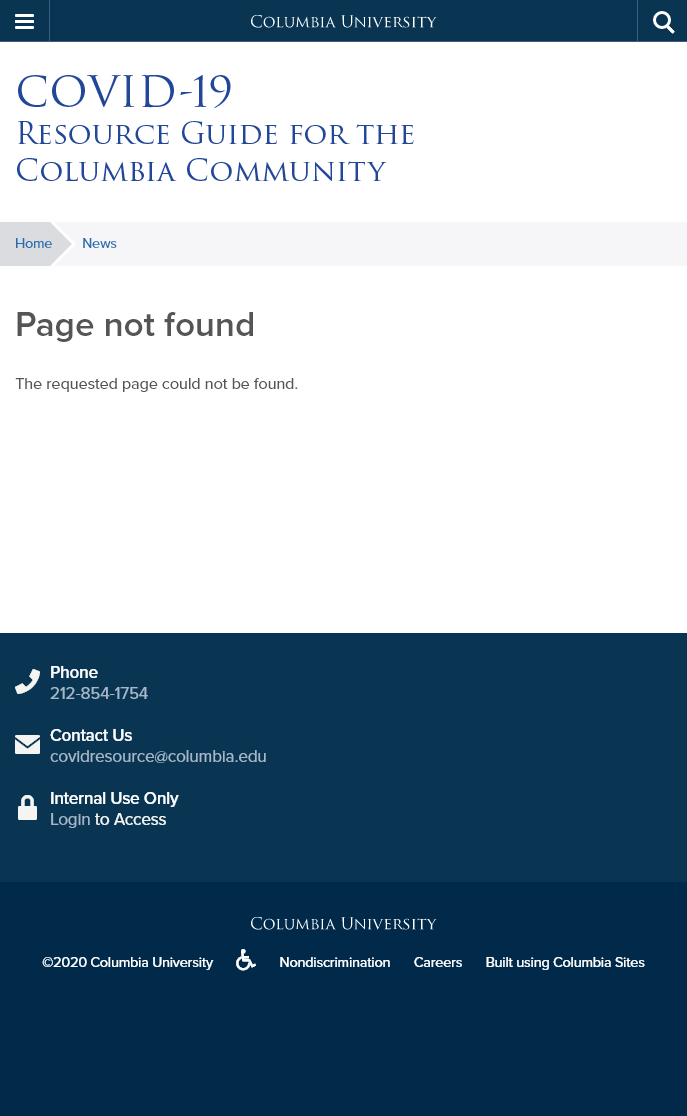 Columbia University
COVID-19
Resource Guide for the
Columbia Community
Home News
Page not found
The requested page could not be found.
Phone
212-854-1754
Contact Us
covidresource@columbia.edu
Internal Use Only
Login to Access
Columbia University
©2020 Columbia University Nondiscrimination Careers Built using Columbia Sites